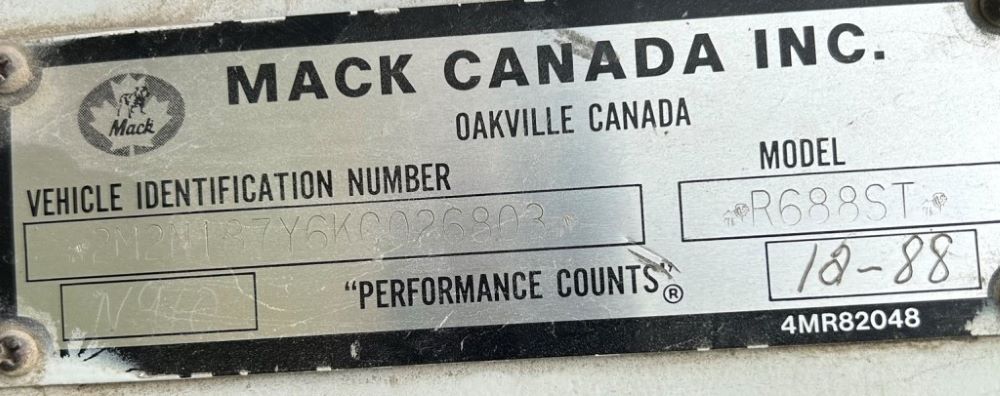 MACK CANADA INC.
Mack
OAKVILLE CANADA
VEHICLE IDENTIFICATION NUMBER
MODEL
2M2N187Y6KC026803
R688ST
"PERFORMANCE COUNTS"®
12-88
4MR82048